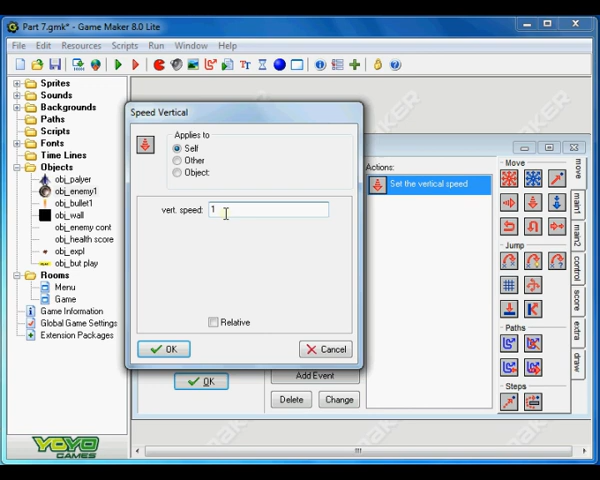 Part 7.gmk* - Game Maker 8.0 Lite
File Edit Resources Scripts Run Window Help
Sprites
Sounds
Backgrounds
Paths
Scripts
Fonts
Time Lines
Objects
obj_palyer
obj_enemy1
obj_bullet1
obj_wall
obj_enemy cont
obj_health score
obj_expl
obj_but play
Rooms
Menu
Game
Game Information
Global Game Settings
Extension Packages
YOYO
GAMES
Speed Vertical
Applies to
Self
Other
Object:
vert. speed: 1
Relative
OK
Cancel
OK
Add Event
Delete
Change
Actions:
Set the vertical speed
Move
Jump
Paths
Steps
move
main1
main2
control
score
extra
draw